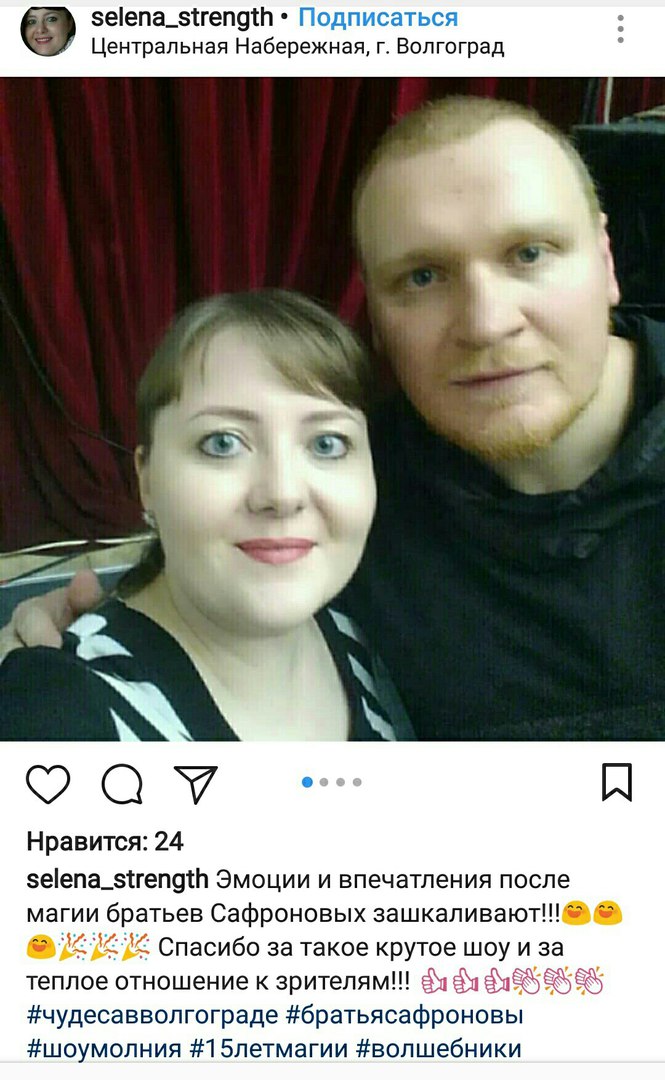 selena_strength • Подписаться
Центральная Набережная, г. Волгоград
Нравится: 24
selena_strength Эмоции и впечатления после
магии братьев Сафроновых зашкаливают!!!😄😄
😄🎉🎉🎉 Спасибо за такое крутое шоу и за
теплое отношение к зрителям!!! 👍👍👍👏👏👏
#чудесавволгограде #братьясафроновы
#шоумолния #15летмагии #волшебники